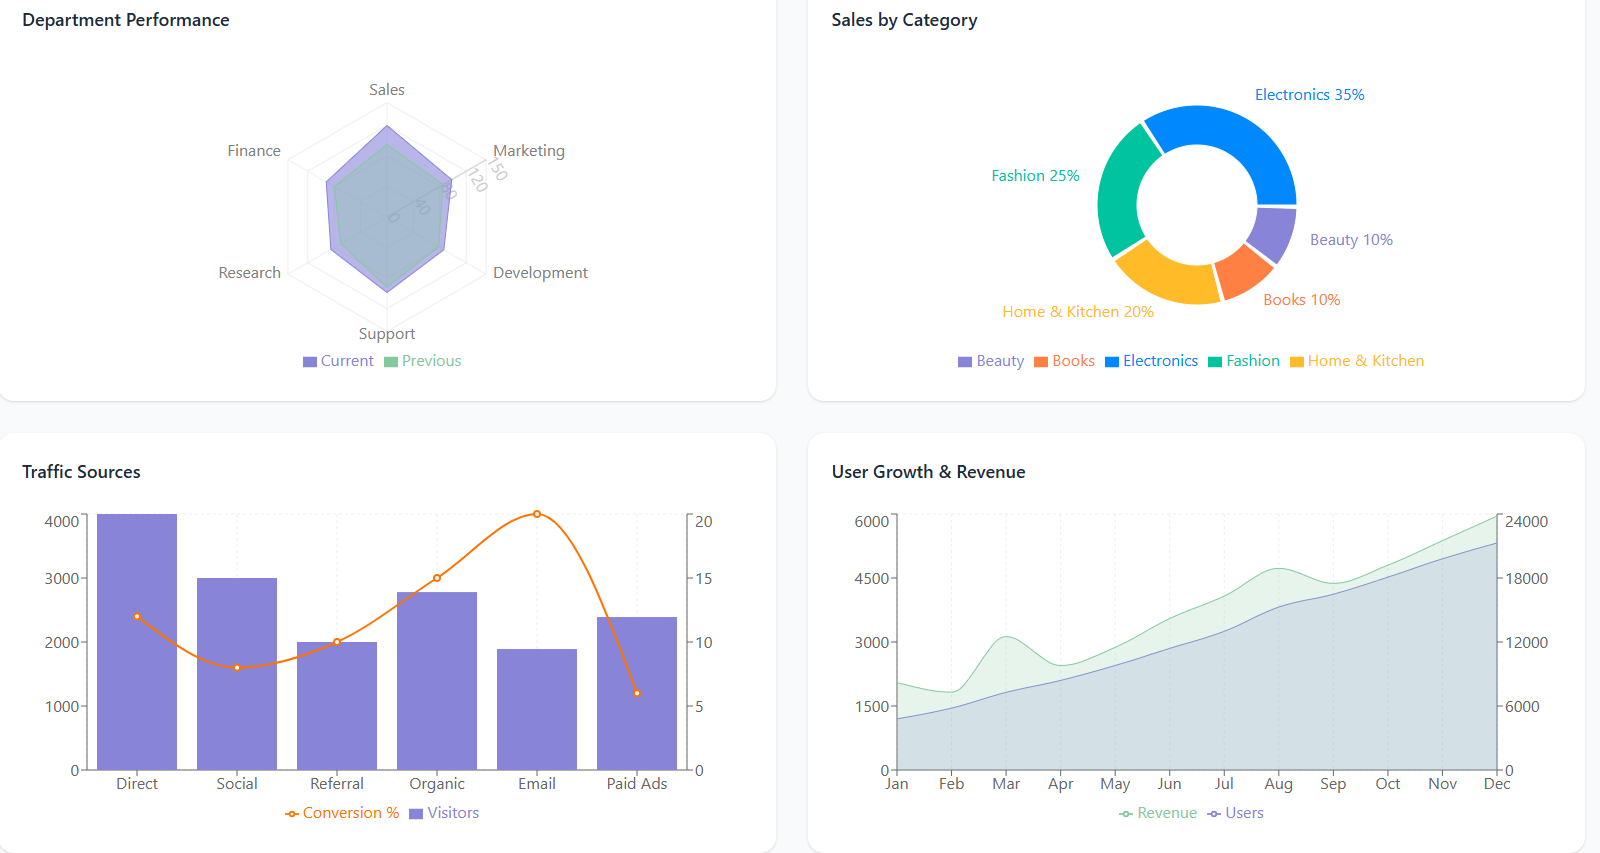 Department Performance
Sales
Finance
Marketing
150
120
80
40
0
Research
Development
Support
Current Previous
Sales by Category
Electronics 35%
Fashion 25%
Beauty 10%
Books 10%
Home & Kitchen 20%
Beauty Books Electronics Fashion Home & Kitchen
Traffic Sources
4000
3000
2000
1000
0
20
15
10
5
0
Direct Social Referral Organic Email Paid Ads
Conversion % Visitors
User Growth & Revenue
6000
4500
3000
1500
0
24000
18000
12000
6000
0
Jan Feb Mar Apr May Jun Jul Aug Sep Oct Nov Dec
Revenue Users